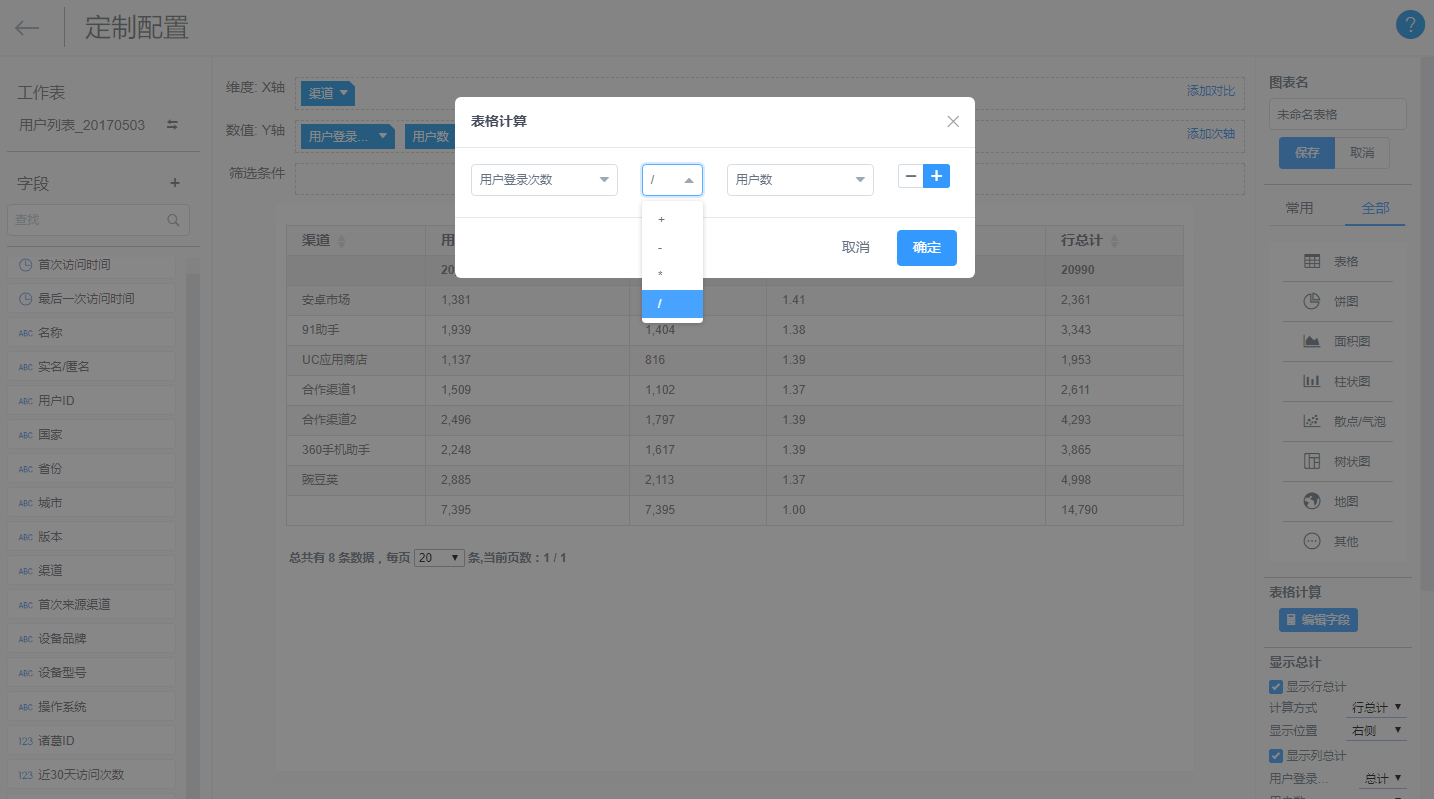 定制配置
?
工作表
用户列表_20170503
字段
+
查找
首次访问时间
最后一次访问时间
ABC 名称
ABC 实名/匿名
ABC 用户ID
ABC 国家
ABC 省份
ABC 城市
ABC 版本
ABC 渠道
ABC 首次来源渠道
ABC 设备品牌
ABC 设备型号
ABC 操作系统
123 诸葛ID
123 近30天访问次数
维度: X轴
渠道
添加对比
数值: Y轴
用户登录...
用户数
添加次轴
筛选条件
表格计算
用户登录次数
/
用户数
+
-
*
/
取消
确定
渠道 用 行总计
20 20990
安卓市场 1,381 1.41 2,361
91助手 1,939 1,404 1.38 3,343
UC应用商店 1,137 816 1.39 1,953
合作渠道1 1,509 1,102 1.37 2,611
合作渠道2 2,496 1,797 1.39 4,293
360手机助手 2,248 1,617 1.39 3,865
豌豆荚 2,885 2,113 1.37 4,998
7,395 7,395 1.00 14,790
总共有 8 条数据，每页 20 条,当前页数：1 / 1
图表名
未命名表格
保存 取消
常用 全部
表格
饼图
面积图
柱状图
散点/气泡
树状图
地图
其他
表格计算
编辑字段
显示总计
显示行总计
计算方式 行总计
显示位置 右侧
显示列总计
用户登录... 总计